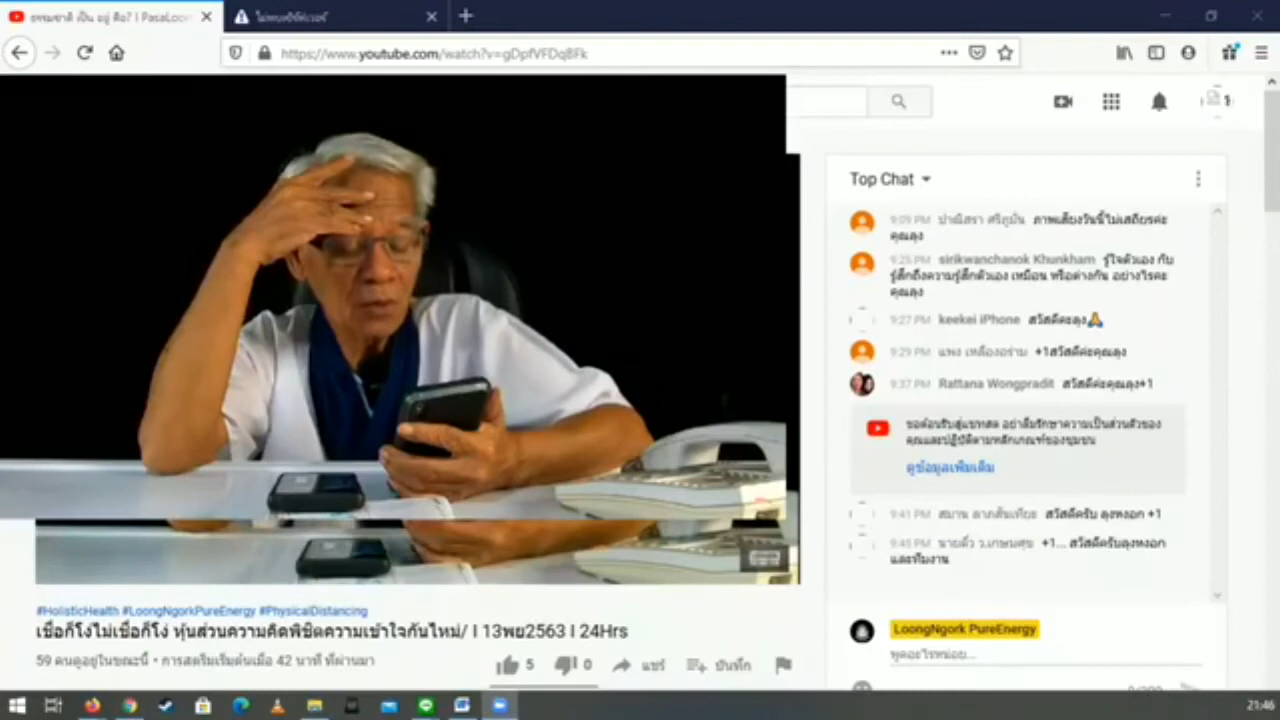 ธรรมชาติ เป็น อยู่ คือ? I PasaLoon
https://www.youtube.com/watch?v=gDpfVFDq8Fk
Top Chat
9:09 PM ปาณิสรา ศรีภูมั่น ภาพเสียงวันนี้ไม่เสถียรค่ะ
คุณลุง
9:25 PM sirikwanchanok Khunkham รู้ใจตัวเอง กับ
รู้สึกถึงความรู้สึกตัวเอง เหมือน หรือต่างกัน อย่างไรคะ
คุณลุง
9:27 PM keekei iPhone สวัสดีคะลุง🙏
9:29 PM แพง เหลืองอร่าม +1สวัสดีค่ะคุณลุง
9:37 PM Rattana Wongpradit สวัสดีค่ะคุณลุง+1
ขอต้อนรับสู่แชทสด อย่าลืมรักษาความเป็นส่วนตัวของ
คุณและปฏิบัติตามหลักเกณฑ์ของชุมชน
ดูข้อมูลเพิ่มเติม
9:41 PM สมาน ลาภสันเทียะ สวัสดีครับ ลุงหงอก +1
9:45 PM นายติ๋ว ว.เกษมสุข +1... สวัสดีครับลุงหงอก
และทีมงาน
#HolisticHealth #LoongNgorkPureEnergy #PhysicalDistancing
เชื่อก็โง่ไม่เชื่อก็โง่ หุ้นส่วนความคิดพิชิตความเข้าใจกันไหม/ I 13พย2563 I 24Hrs
59 คนดูอยู่ในขณะนี้ • การสตรีมเริ่มต้นเมื่อ 42 นาที ที่ผ่านมา
5 0 แชร์ บันทึก
LoongNgork PureEnergy
พูดอะไรหน่อย...
0/200
21:46